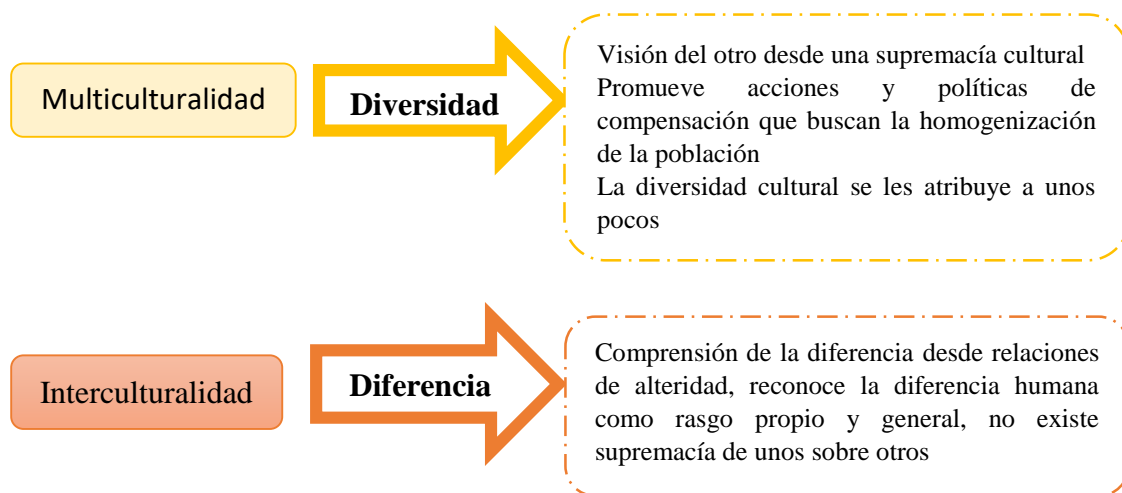 Multiculturalidad
Diversidad
Visión del otro desde una supremacía cultural
Promueve acciones y políticas de
compensación que buscan la homogenización
de la población
La diversidad cultural se les atribuye a unos
pocos
Interculturalidad
Diferencia
Comprensión de la diferencia desde relaciones
de alteridad, reconoce la diferencia humana
como rasgo propio y general, no existe
supremacía de unos sobre otros